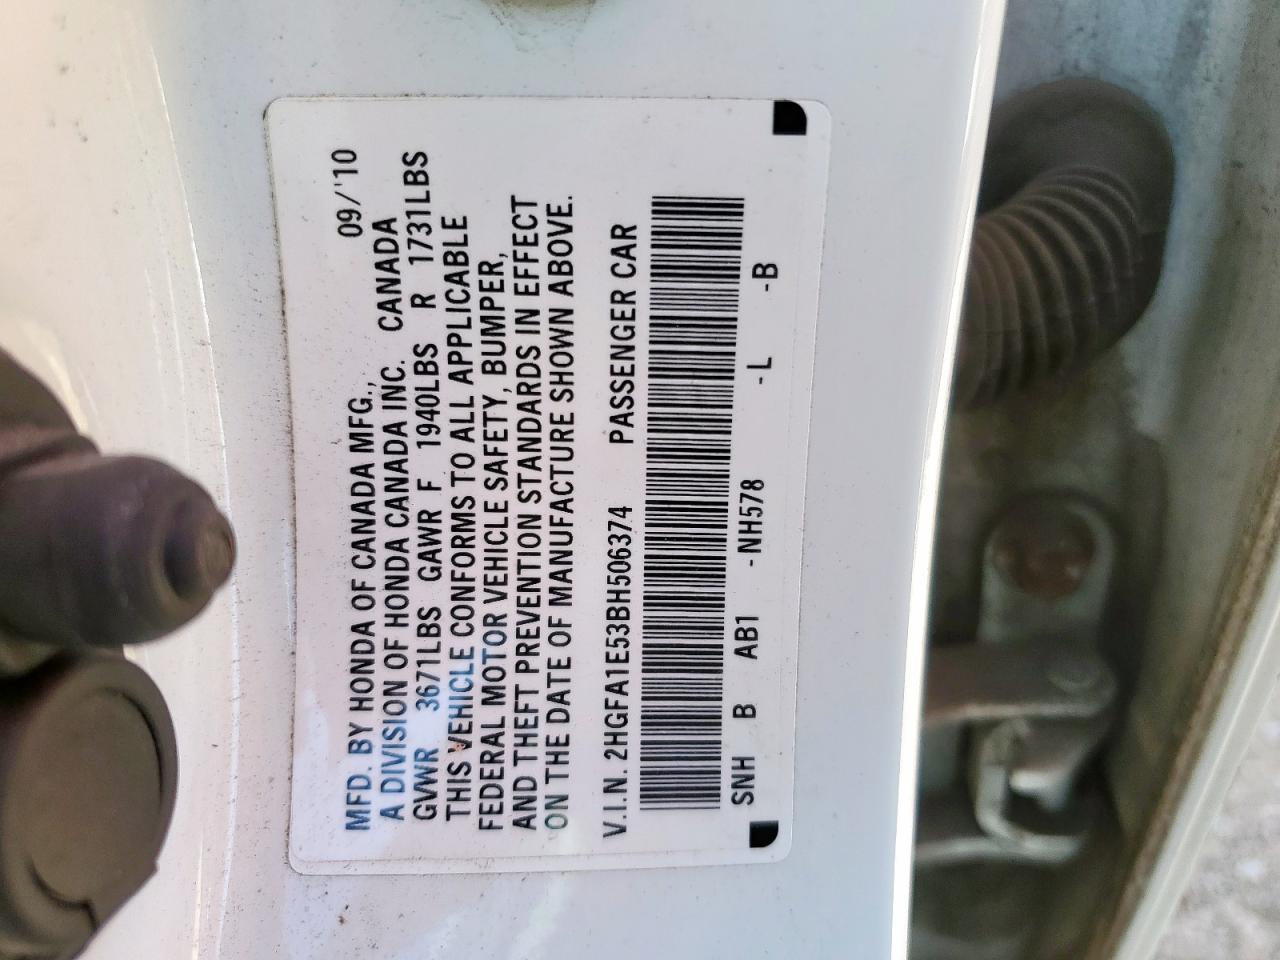 MFD. BY HONDA OF CANADA MFG., 09/'10
A DIVISION OF HONDA CANADA INC. CANADA
GVWR 3671LBS GAWR F 1940LBS R 1731LBS
THIS VEHICLE CONFORMS TO ALL APPLICABLE
FEDERAL MOTOR VEHICLE SAFETY, BUMPER,
AND THEFT PREVENTION STANDARDS IN EFFECT
ON THE DATE OF MANUFACTURE SHOWN ABOVE.
V.I.N. 2HGFA1E53BH506374 PASSENGER CAR
SNH B AB1 -NH578 -L -B